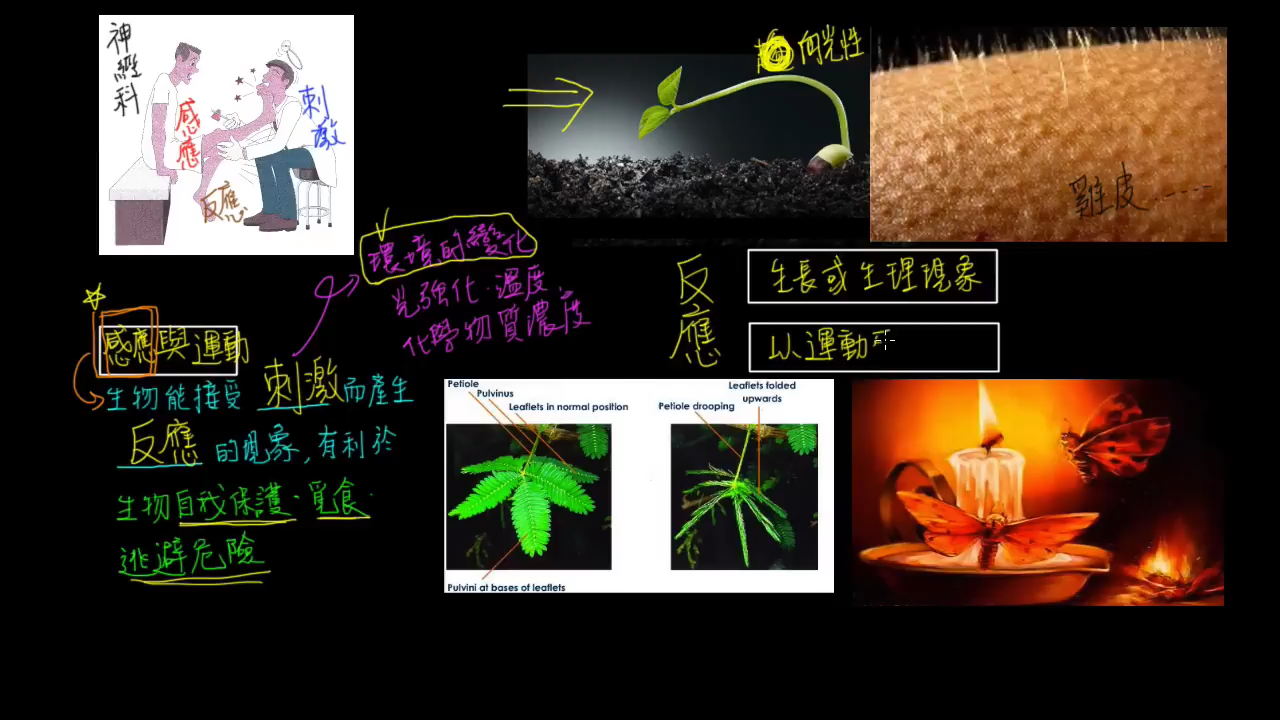 神經科
感應
刺激
反應
向光性
雞皮
環境的變化
光強化、溫度、
化學物質濃度
感應與運動
生物能接受刺激而產生
反應的現象,有利於
生物自我保護、覓食、
逃避危險
反應
生長或生理現象
以運動
Petiole
Pulvinus
Leaflets in normal position
Pulvini at bases of leaflets
Petiole drooping
Leaflets folded
upwards